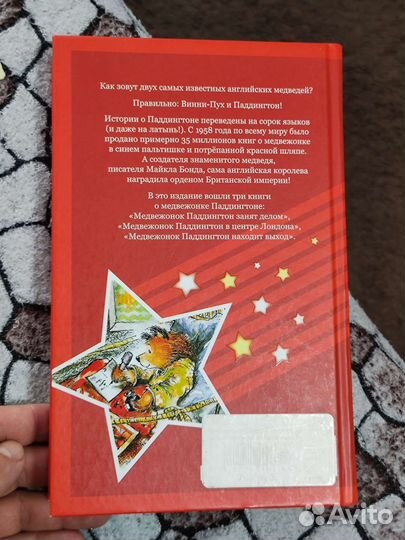 Как зовут двух самых известных английских медведей?
Правильно: Винни-Пух и Паддингтон!
Истории о Паддингтоне переведены на сорок языков
(и даже на латынь!). С 1958 года по всему миру было
продано примерно 35 миллионов книг о медвежонке
в синем пальтишке и потрёпанной красной шляпе.
А создателя знаменитого медведя,
писателя Майкла Бонда, сама английская королева
наградила орденом Британской империи!
В это издание вошли три книги
о медвежонке Паддингтоне:
«Медвежонок Паддингтон занят делом»,
«Медвежонок Паддингтон в центре Лондона»,
«Медвежонок Паддингтон находит выход».
Avito